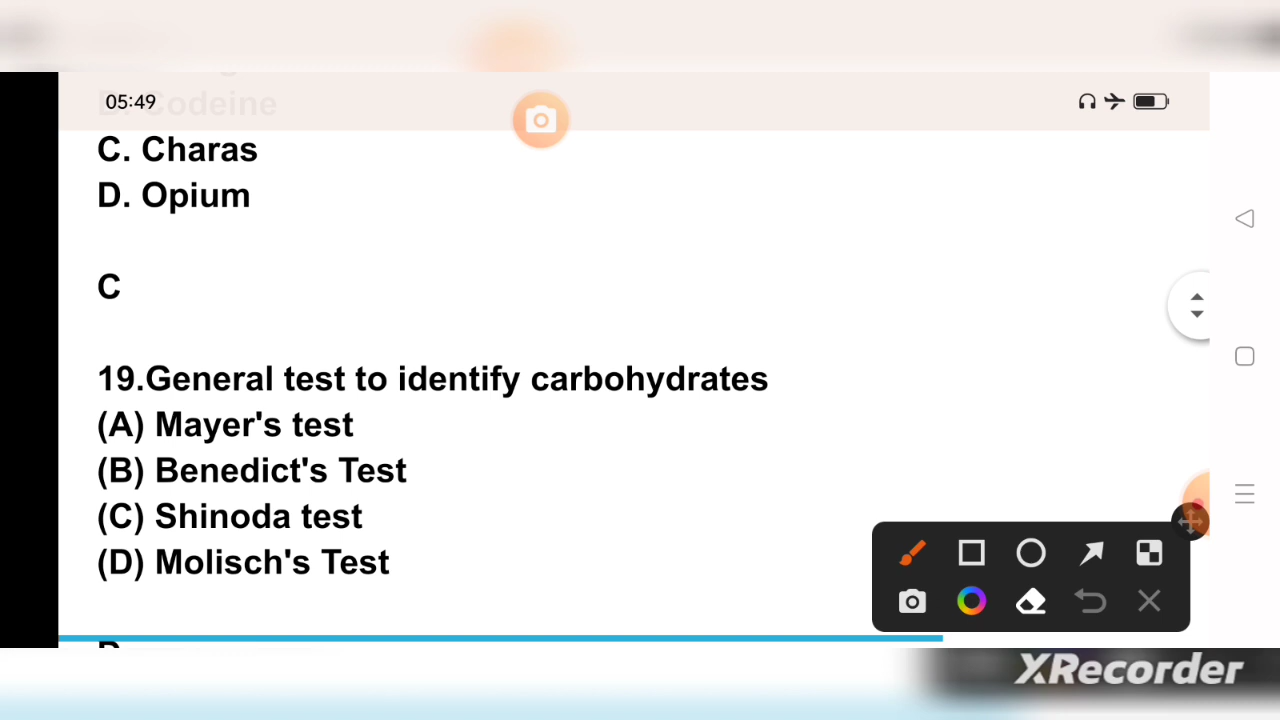 05:49
B. Codeine
C. Charas
D. Opium
C
19.General test to identify carbohydrates
(A) Mayer's test
(B) Benedict's Test
(C) Shinoda test
(D) Molisch's Test
XRecorder